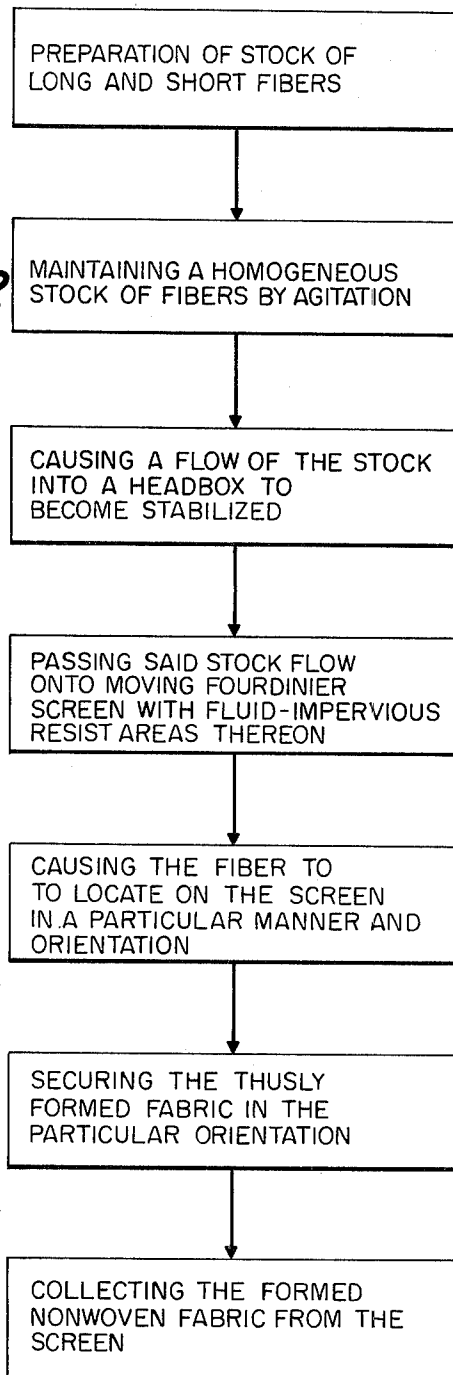 PREPARATION OF STOCK OF
LONG AND SHORT FIBERS
MAINTAINING A HOMOGENEOUS
STOCK OF FIBERS BY AGITATION
CAUSING A FLOW OF THE STOCK
INTO A HEADBOX TO
BECOME STABILIZED
PASSING SAID STOCK FLOW
ONTO MOVING FOURDINIER
SCREEN WITH FLUID-IMPERVIOUS
RESIST AREAS THEREON
CAUSING THE FIBER TO
TO LOCATE ON THE SCREEN
IN A PARTICULAR MANNER AND
ORIENTATION
SECURING THE THUSLY
FORMED FABRIC IN THE
PARTICULAR ORIENTATION
COLLECTING THE FORMED
NONWOVEN FABRIC FROM THE
SCREEN